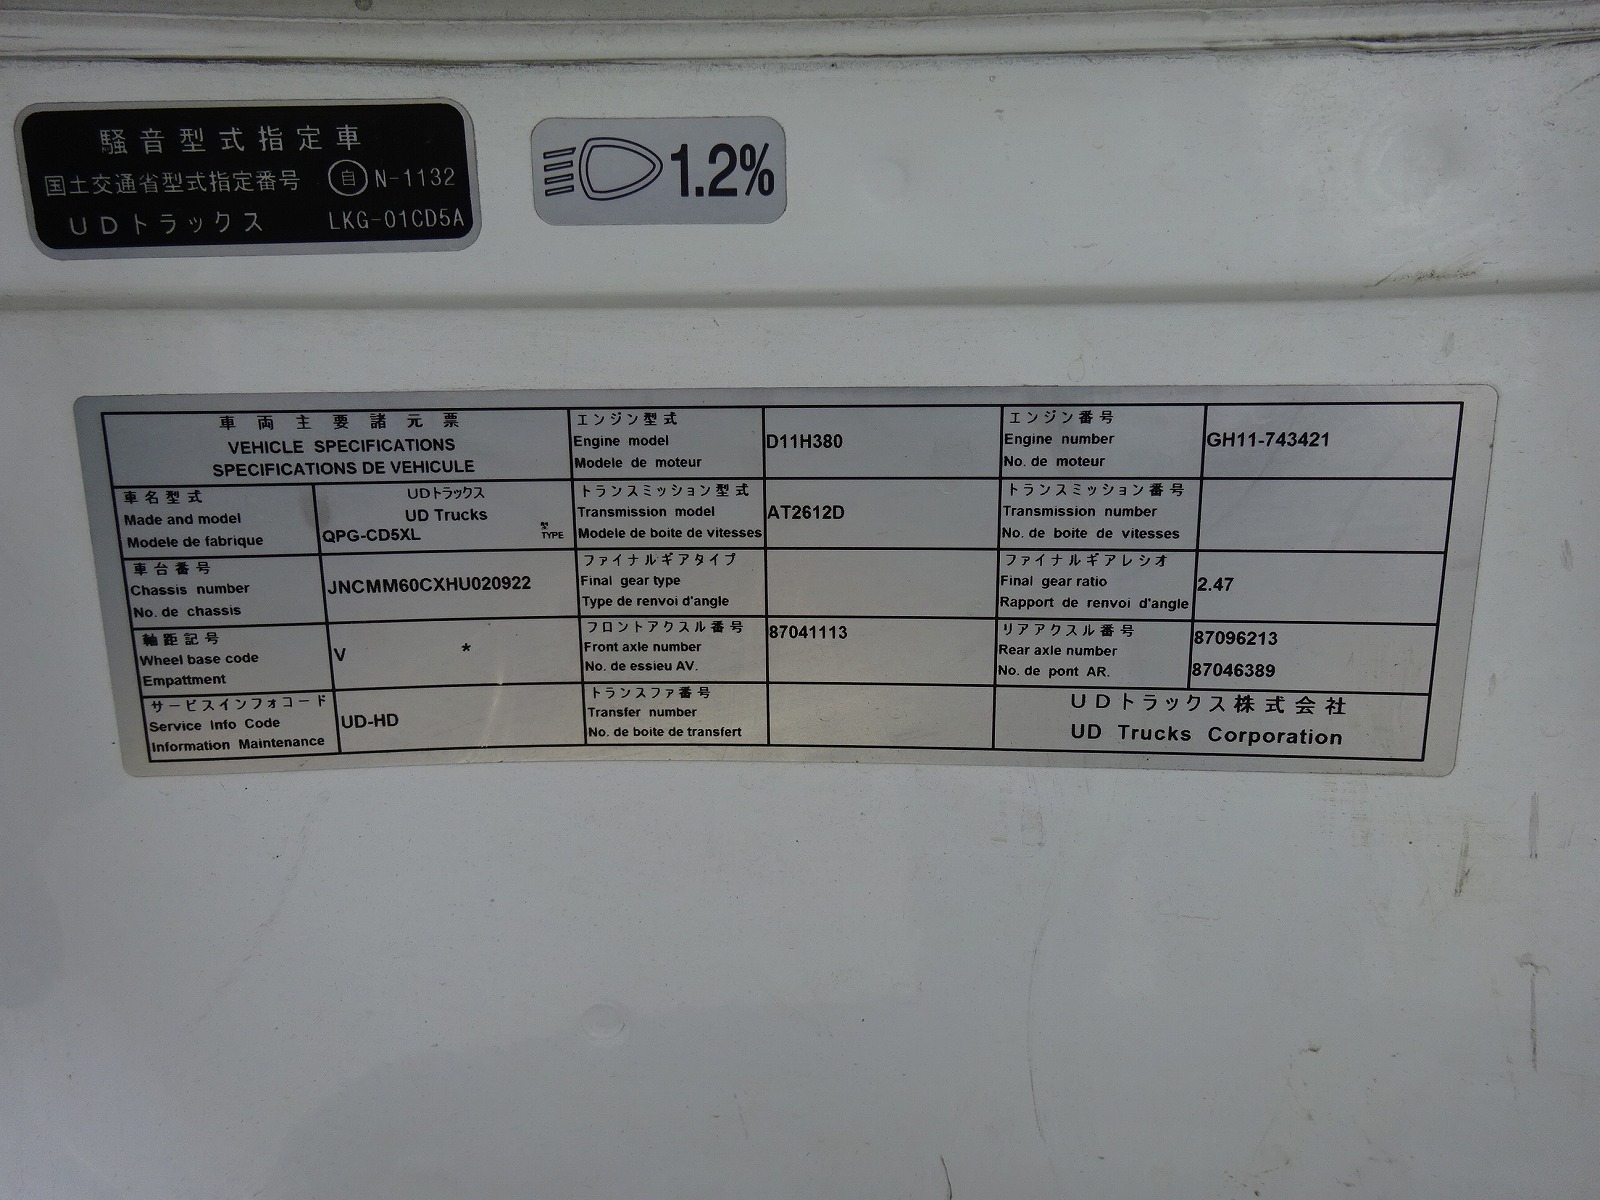 騒音型式指定車
国土交通省型式指定番号 自 N-1132
UDトラックス LKG-01CD5A
1.2%
車両主要諸元票
VEHICLE SPECIFICATIONS
SPECIFICATIONS DE VEHICULE
エンジン型式
Engine model
Modele de moteur
D11H380
エンジン番号
Engine number
No. de moteur
GH11-743421
車名型式
Made and model
Modele de fabrique
UDトラックス
UD Trucks
QPG-CD5XL
型
TYPE
トランスミッション型式
Transmission model
Modele de boite de vitesses
AT2612D
トランスミッション番号
Transmission number
No. de boite de vitesses
車台番号
Chassis number
No. de chassis
JNCMM60CXHU020922
ファイナルギアタイプ
Final gear type
Type de renvoi d'angle
ファイナルギアレシオ
Final gear ratio
Rapport de renvoi d'angle
2.47
軸距記号
Wheel base code
Empattment
V *
フロントアクスル番号
Front axle number
No. de essieu AV.
87041113
リアアクスル番号
Rear axle number
No. de pont AR.
87096213
87046389
サービスインフォコード
Service Info Code
Information Maintenance
UD-HD
トランスファ番号
Transfer number
No. de boite de transfert
UDトラックス株式会社
UD Trucks Corporation